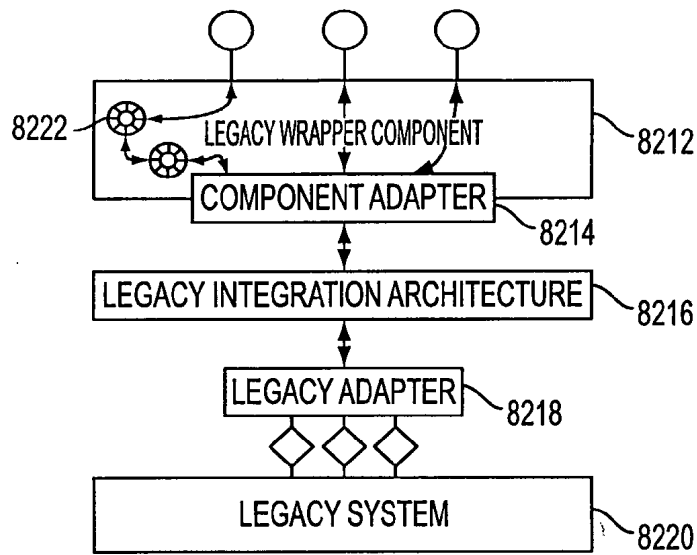 8222
LEGACY WRAPPER COMPONENT
8212
COMPONENT ADAPTER
8214
LEGACY INTEGRATION ARCHITECTURE
8216
LEGACY ADAPTER
8218
LEGACY SYSTEM
8220